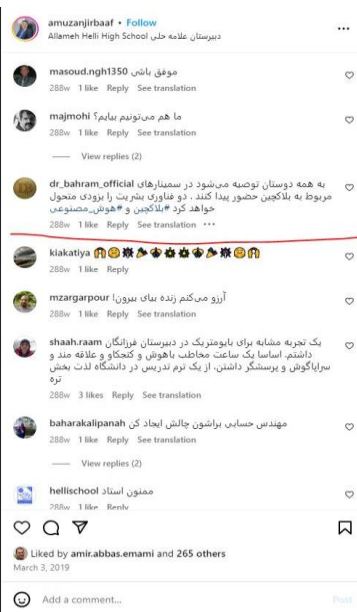 amuzanjirbaaf • Follow
Allameh Helli High School دبیرستان علامه حلی
masoud.ngh1350 موفق باشی
288w 1 like Reply See translation
majmohi ما هم می‌تونیم بیایم؟
288w 1 like Reply
View replies (2)
dr_bahram_official به همه دوستان توصیه می‌شود در سمینارهای
مربوط به بلاکچین حضور پیدا کنند . دو فناوری بشریت را بزودی متحول
خواهد کرد #بلاکچین و #هوش_مصنوعی
288w 1 like Reply See translation
kiakatiya
288w 1 like Reply
mzargarpour آرزو می‌کنم زنده بیای بیرون!
288w 1 like Reply See translation
shaah.raam یک تجربه مشابه برای بایومتریک در دبیرستان فرزانگان
داشتم. اساسا یک ساعت مخاطب باهوش و کنجکاو و علاقه مند و
سراپاگوش و پرسشگر داشتن، از یک ترم تدریس در دانشگاه لذت بخش
تره
288w 3 likes Reply See translation
baharakalipanah مهندس حسابی براشون چالش ایجاد کن
288w 1 like Reply See translation
View replies (2)
hellischool ممنون استاد
288w 1 like Reply
Liked by amir.abbas.emami and 265 others
March 3, 2019
Add a comment...
Post